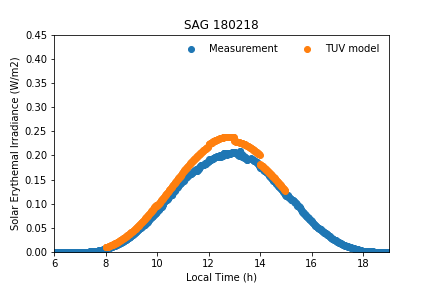 SAG 180218
Measurement
TUV model
Solar Erythemal Irradiance (W/m2)
0.45
0.40
0.35
0.30
0.25
0.20
0.15
0.10
0.05
0.00
6 8 10 12 14 16 18
Local Time (h)